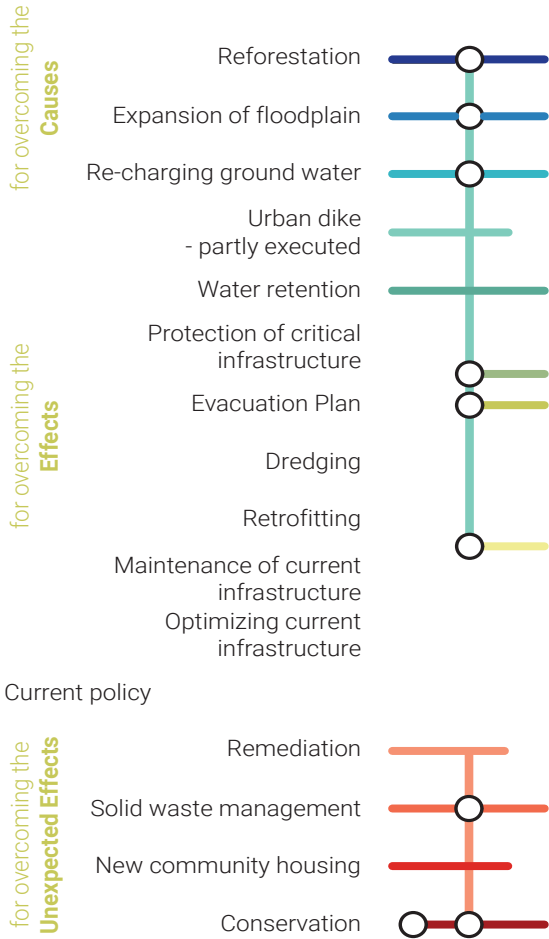 for overcoming the
Causes
Reforestation
Expansion of floodplain
Re-charging ground water
Urban dike
- partly executed
Water retention
for overcoming the
Effects
Protection of critical
infrastructure
Evacuation Plan
Dredging
Retrofitting
Maintenance of current
infrastructure
Optimizing current
infrastructure
Current policy
for overcoming the
Unexpected Effects
Remediation
Solid waste management
New community housing
Conservation